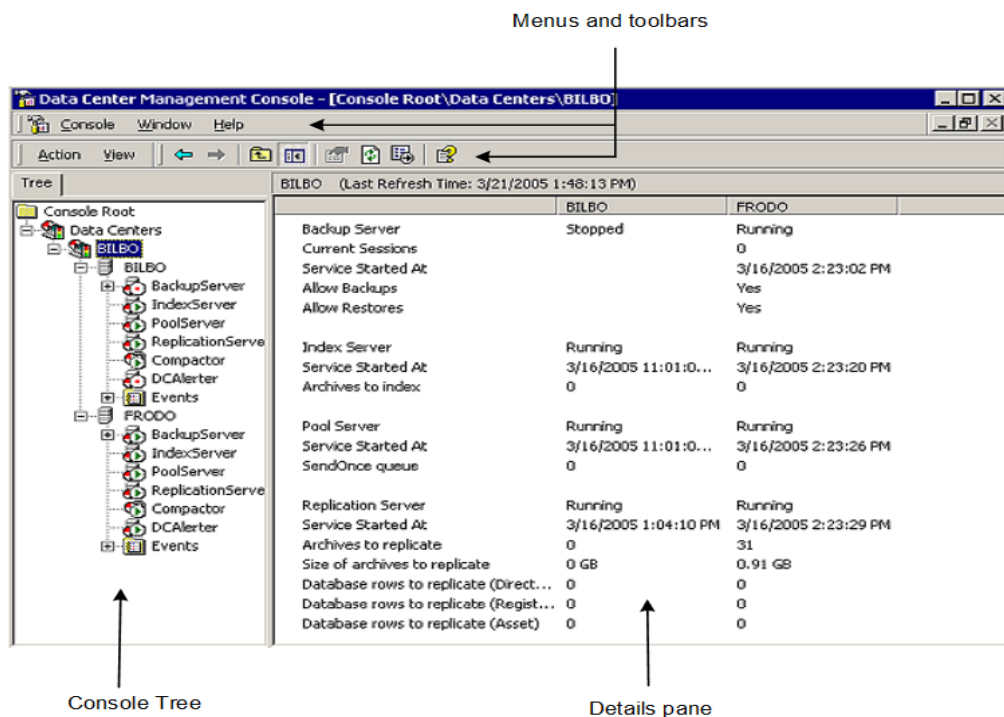 Menus and toolbars
Data Center Management Console - [Console Root\Data Centers\BILBO]
Console Window Help
Action View
Tree
BILBO (Last Refresh Time: 3/21/2005 1:48:13 PM)
Console Root
Data Centers
BILBO
BILBO
BackupServer
IndexServer
PoolServer
ReplicationServe
Compactor
DCAlerter
Events
FRODO
BackupServer
IndexServer
PoolServer
ReplicationServe
Compactor
DCAlerter
Events
BILBO FRODO
Backup Server Stopped Running
Current Sessions 0
Service Started At 3/16/2005 2:23:02 PM
Allow Backups Yes
Allow Restores Yes
Index Server Running Running
Service Started At 3/16/2005 11:01:0... 3/16/2005 2:23:20 PM
Archives to index 0 0
Pool Server Running Running
Service Started At 3/16/2005 11:01:0... 3/16/2005 2:23:26 PM
SendOnce queue 0 0
Replication Server Running Running
Service Started At 3/16/2005 1:04:10 PM 3/16/2005 2:23:29 PM
Archives to replicate 0 31
Size of archives to replicate 0 GB 0.91 GB
Database rows to replicate (Direct... 0 0
Database rows to replicate (Regist... 0 0
Database rows to replicate (Asset) 0 0
Console Tree
Details pane